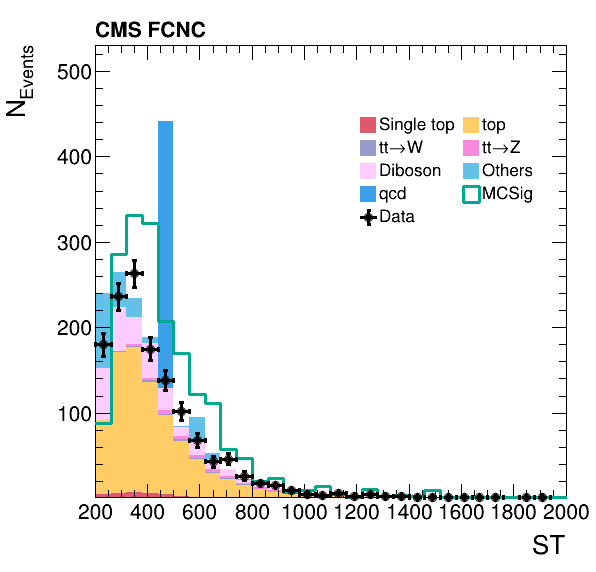 CMS FCNC
N_Events
500
400
300
200
100
Single top
top
tt→W
tt→Z
Diboson
Others
qcd
MCSig
Data
200 400 600 800 1000 1200 1400 1600 1800 2000
ST